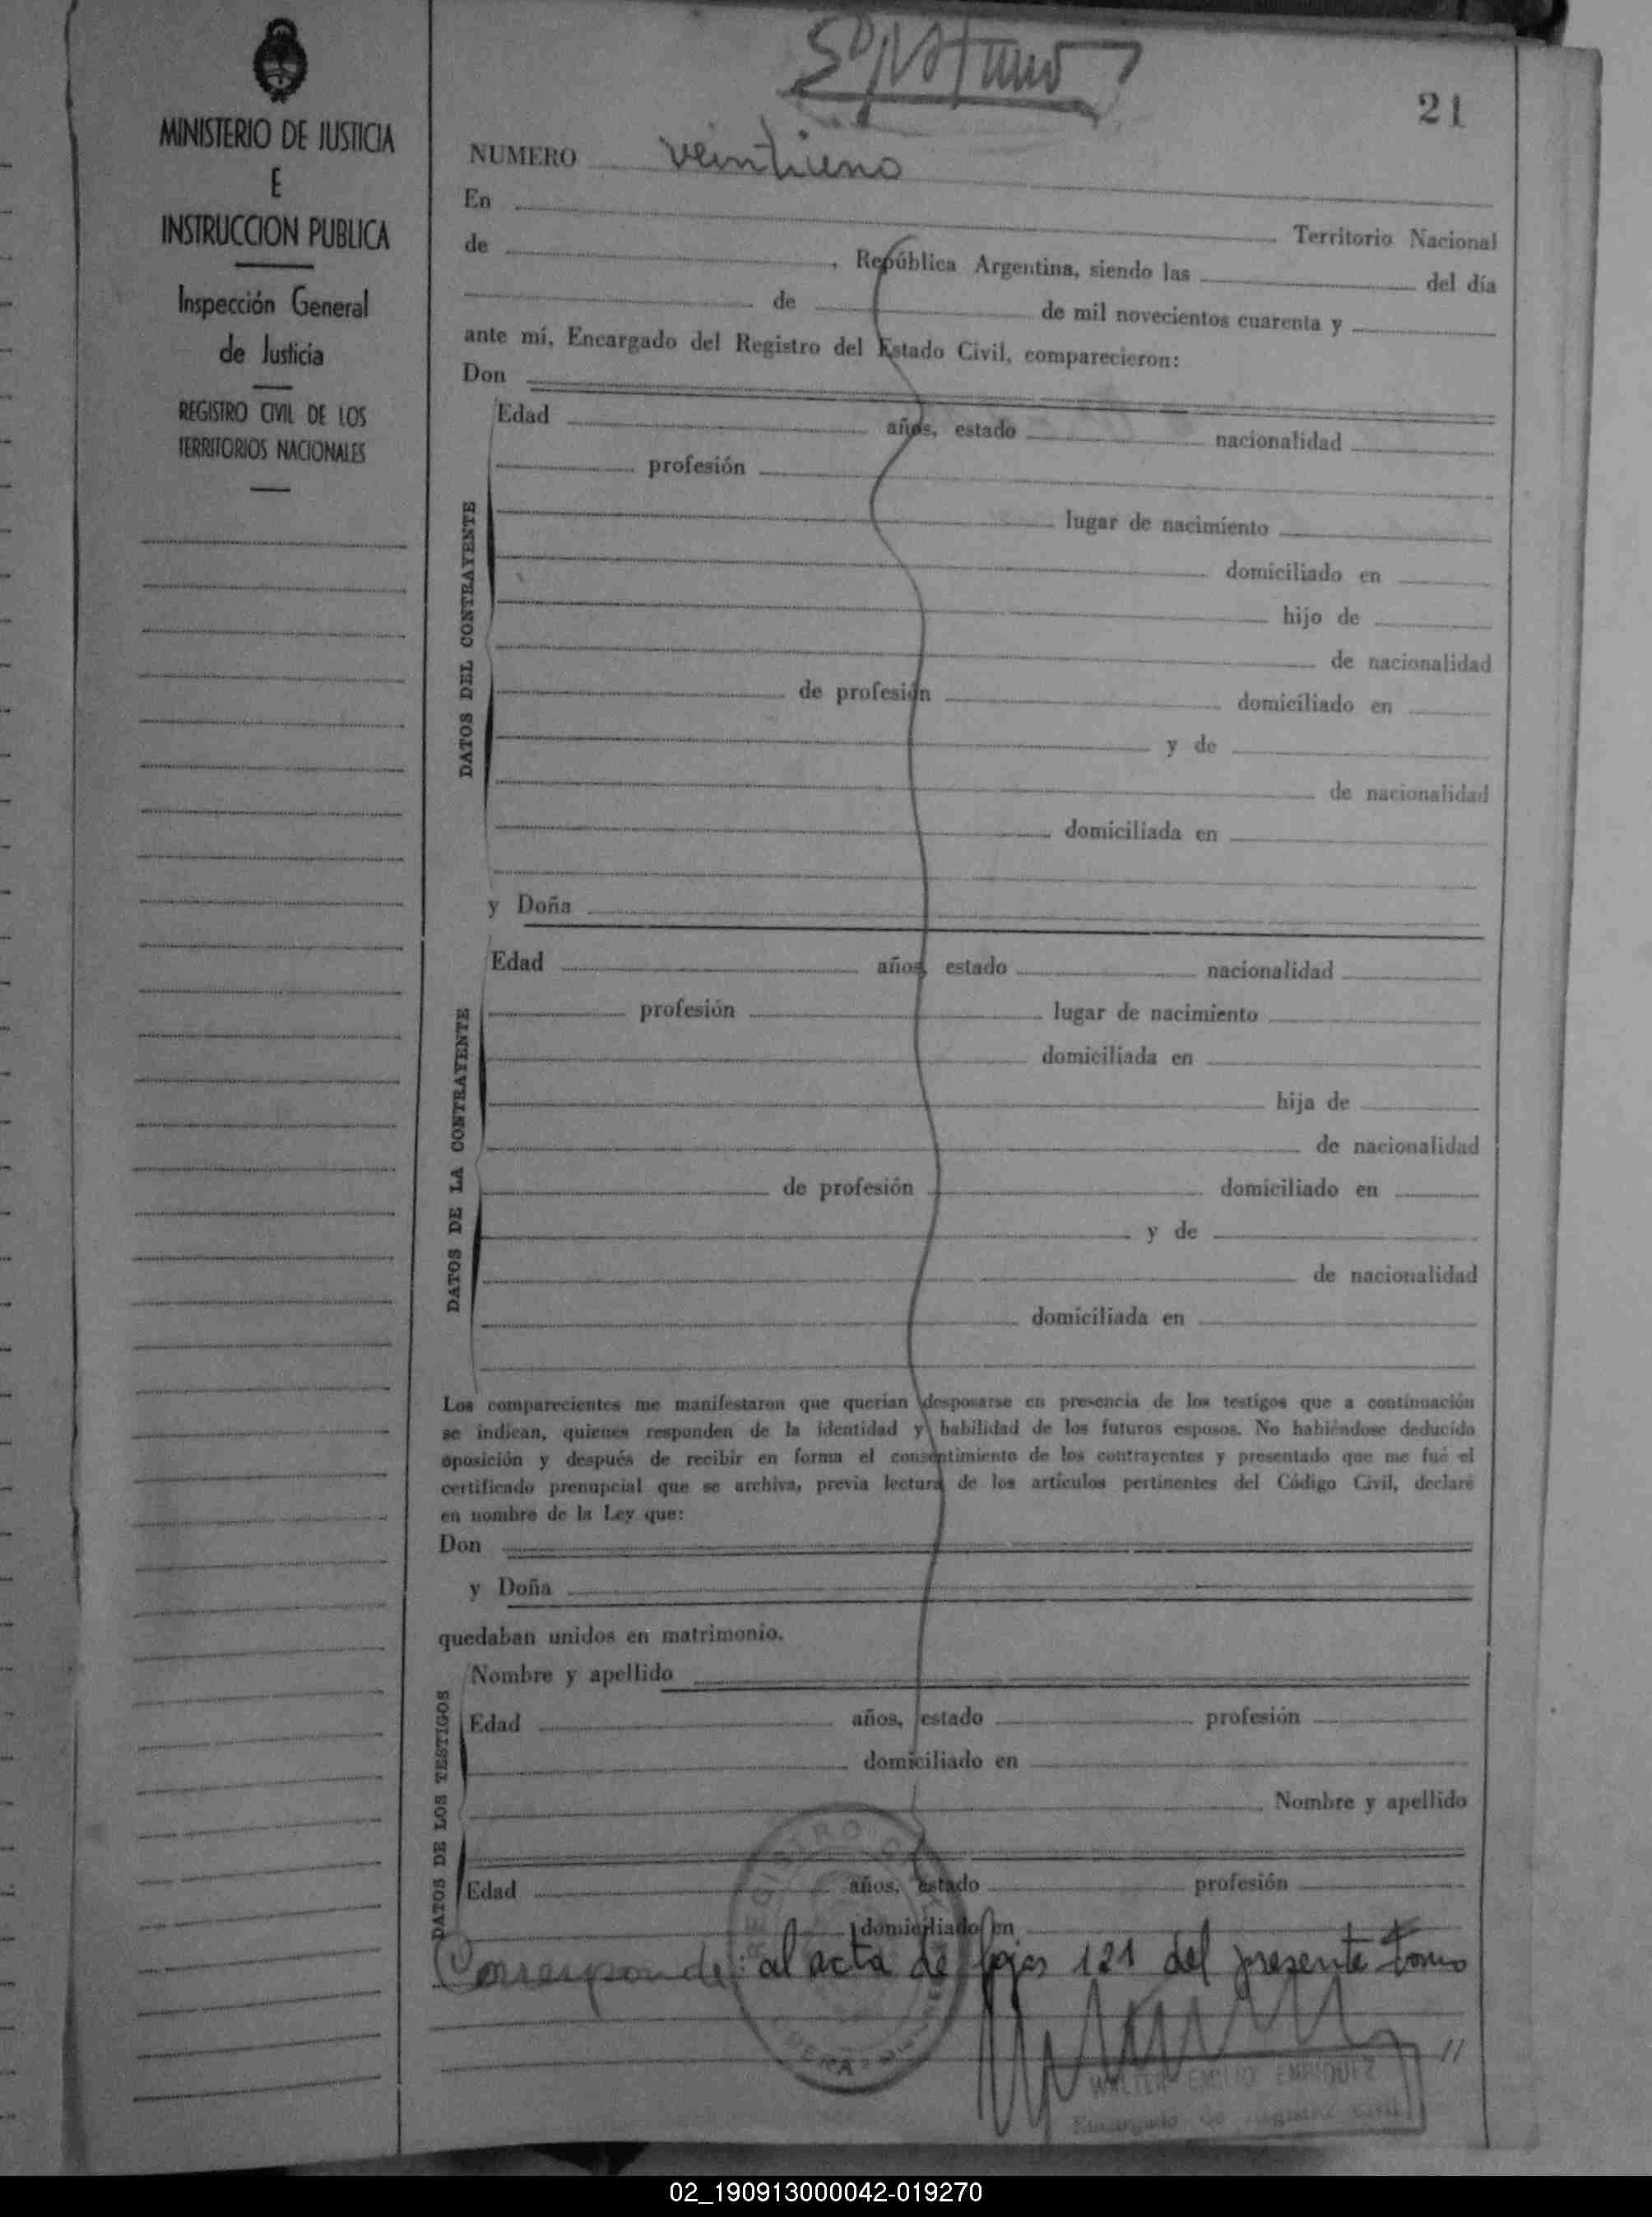 MINISTERIO DE JUSTICIA
E
INSTRUCCION PUBLICA
Inspección General
de Justicia
REGISTRO CIVIL DE LOS
TERRITORIOS NACIONALES
21
NUMERO veintiuno
En Territorio Nacional
de , República Argentina, siendo las del día
de de mil novecientos cuarenta y
ante mí, Encargado del Registro del Estado Civil, comparecieron:
Don
DATOS DEL CONTRAYENTE
Edad años, estado nacionalidad
profesión
lugar de nacimiento
domiciliado en
hijo de
de nacionalidad
de profesión domiciliado en
y de
de nacionalidad
domiciliada en
y Doña
DATOS DE LA CONTRAYENTE
Edad años, estado nacionalidad
profesión lugar de nacimiento
domiciliada en
hija de
de nacionalidad
de profesión domiciliado en
y de
de nacionalidad
domiciliada en
Los comparecientes me manifestaron que querían desposarse en presencia de los testigos que a continuación
se indican, quienes responden de la identidad y habilidad de los futuros esposos. No habiéndose deducido
oposición y después de recibir en forma el consentimiento de los contrayentes y presentado que me fué el
certificado prenupcial que se archiva, previa lectura de los artículos pertinentes del Código Civil, declaré
en nombre de la Ley que:
Don
y Doña
quedaban unidos en matrimonio.
DATOS DE LOS TESTIGOS
Nombre y apellido
Edad años, estado profesión
domiciliado en
Nombre y apellido
Edad años, estado profesión
domiciliado en
Corresponde: al acta de fojas 121 del presente tomo
WALTER EMILIO ENRIQUEZ
Encargado de Registro Civil
02_190913000042-019270